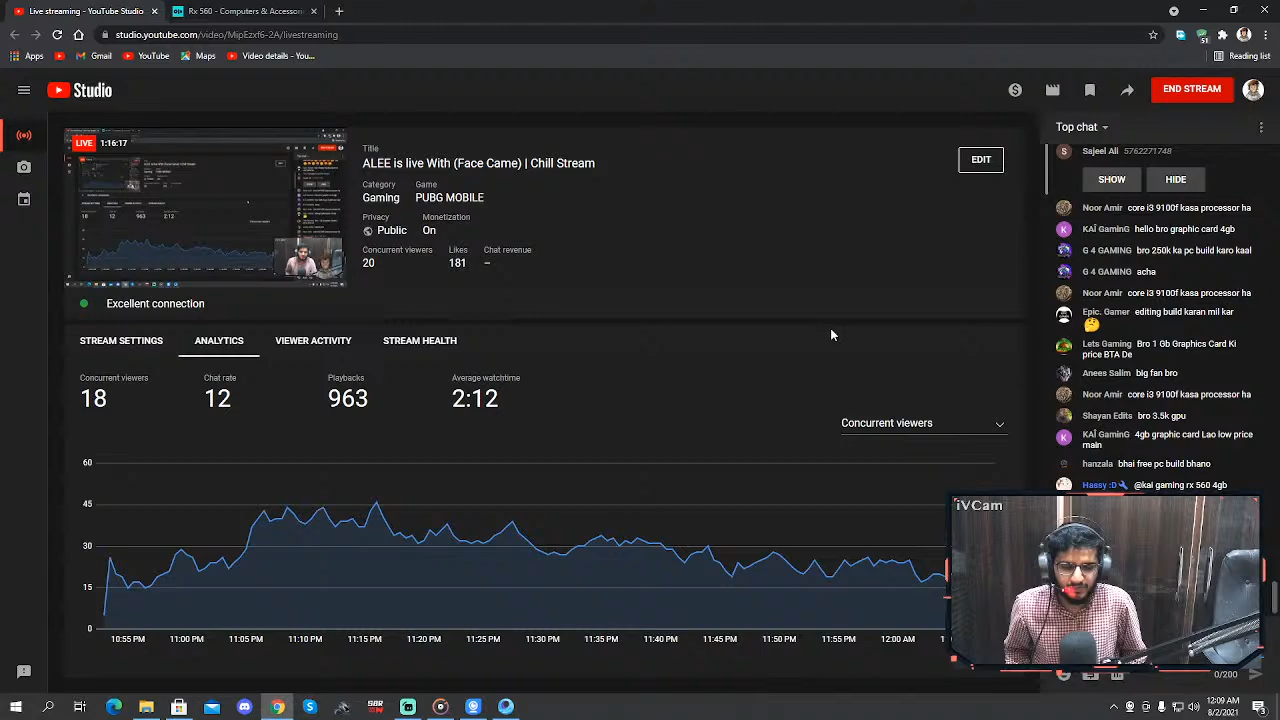 Live streaming - YouTube Studio
Rx 560 - Computers & Accessori
studio.youtube.com/video/MjpEzxf6-2A/livestreaming
Apps
Gmail
YouTube
Maps
Video details - You...
Reading list
Studio
END STREAM
LIVE
1:16:17
Title
ALEE is live With (Face Came) | Chill Stream
EDIT
Category
Game
Gaming
PUBG MOBILE
Privacy
Monetization
Public
On
Concurrent viewers
Likes
Chat revenue
20
181
–
Excellent connection
STREAM SETTINGS
ANALYTICS
VIEWER ACTIVITY
STREAM HEALTH
Concurrent viewers
Chat rate
Playbacks
Average watchtime
18
12
963
2:12
Concurrent viewers
60
45
30
15
0
10:55 PM
11:00 PM
11:05 PM
11:10 PM
11:15 PM
11:20 PM
11:25 PM
11:30 PM
11:35 PM
11:40 PM
11:45 PM
11:50 PM
11:55 PM
12:00 AM
Top chat
S
Sajeel Ali 5762271748
SHOW
HIDE
Noor Amir core i3 9100f kasa processor ha
K
hello bro gaming pc
G 4 GAMING bro 250k ka pc build karo kaal
G 4 GAMING acha
Noor Amir core i3 9100f kasa processor ha
Epic. Gamer editing build karan mil kar
Lets Gaming Bro 1 Gb Graphics Card Ki
price BTA De
Anees Salim big fan bro
Noor Amir core i3 9100f kasa processor ha
Shayan Edits bro 3.5k gpu
K
KAÎ GaminG 4gb graphic card Lao low price
main
hanzala bhai free pc build bhano
Hassy :D @kaI gaming rx 560 4gb
iVCam
0/200
12:09 AM
8/2/2021